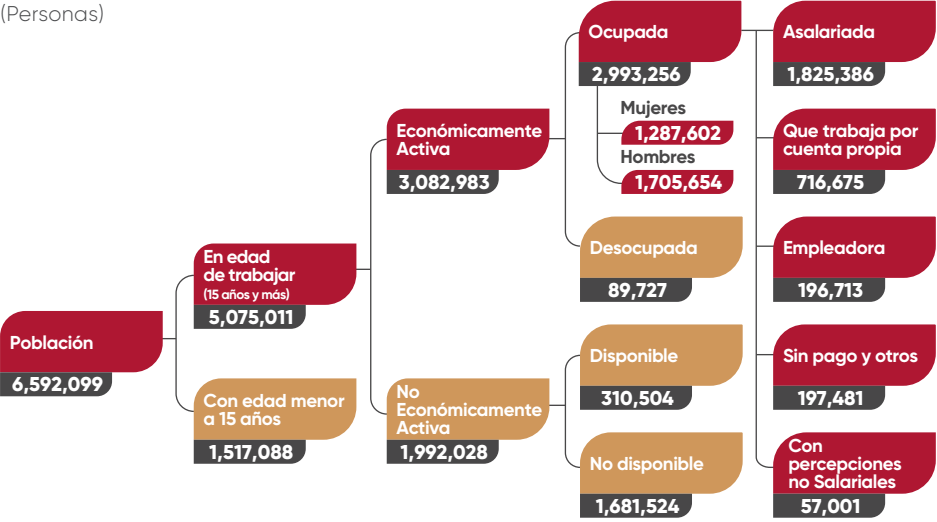 (Personas)
Población
6,592,099
En edad
de trabajar
(15 años y más)
5,075,011
Con edad menor
a 15 años
1,517,088
Económicamente
Activa
3,082,983
No
Económicamente
Activa
1,992,028
Ocupada
2,993,256
Mujeres
1,287,602
Hombres
1,705,654
Desocupada
89,727
Disponible
310,504
No disponible
1,681,524
Asalariada
1,825,386
Que trabaja por
cuenta propia
716,675
Empleadora
196,713
Sin pago y otros
197,481
Con
percepciones
no Salariales
57,001